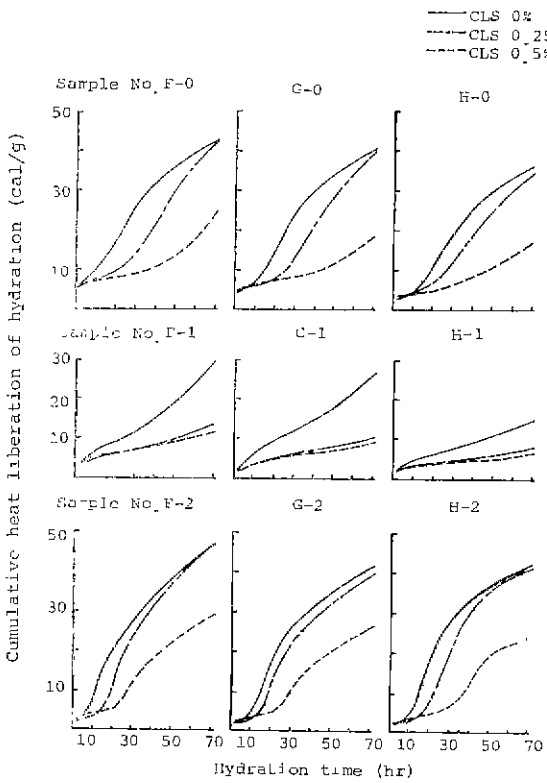 CLS 0%
CLS 0.25
CLS 0.5%
Sample No. F-0 G-0 H-0
50
30
10
Sample No. F-1 G-1 H-1
30
20
10
Sample No. F-2 G-2 H-2
50
30
10
10 30 50 70 10 30 50 70 10 30 50 70
Hydration time (hr)
Cumulative heat liberation of hydration (cal/g)